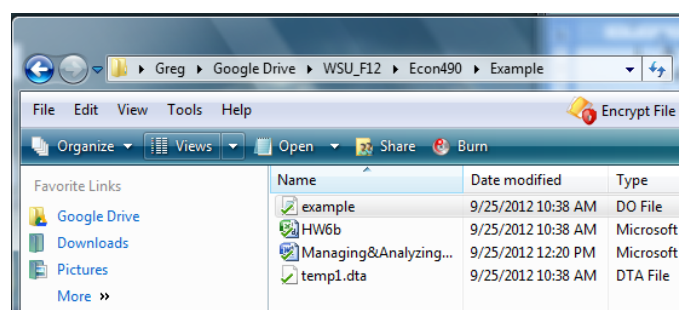 Greg Google Drive WSU_F12 Econ490 Example
File Edit View Tools Help Encrypt File
Organize Views Open Share Burn
Favorite Links Name Date modified Type
example 9/25/2012 10:38 AM DO File
Google Drive
HW6b 9/25/2012 10:38 AM Microsoft
Downloads
Managing&Analyzing... 9/25/2012 12:20 PM Microsoft
Pictures
temp1.dta 9/25/2012 10:38 AM DTA File
More »